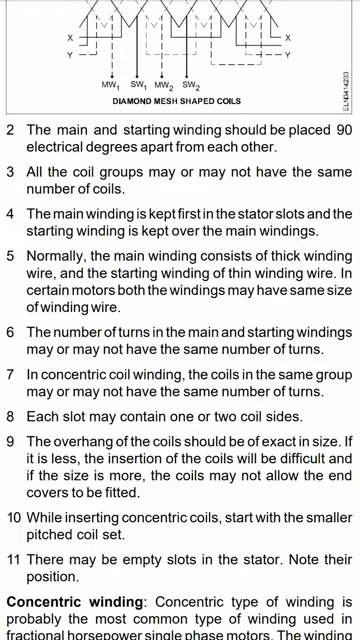 X X
Y Y
MW1 SW1 MW2 SW2
DIAMOND MESH SHAPED COILS
ELN3414233
2 The main and starting winding should be placed 90
electrical degrees apart from each other.
3 All the coil groups may or may not have the same
number of coils.
4 The main winding is kept first in the stator slots and the
starting winding is kept over the main windings.
5 Normally, the main winding consists of thick winding
wire, and the starting winding of thin winding wire. In
certain motors both the windings may have same size
of winding wire.
6 The number of turns in the main and starting windings
may or may not have the same number of turns.
7 In concentric coil winding, the coils in the same group
may or may not have the same number of turns.
8 Each slot may contain one or two coil sides.
9 The overhang of the coils should be of exact in size. If
it is less, the insertion of the coils will be difficult and
if the size is more, the coils may not allow the end
covers to be fitted.
10 While inserting concentric coils, start with the smaller
pitched coil set.
11 There may be empty slots in the stator. Note their
position.
Concentric winding: Concentric type of winding is
probably the most common type of winding used in
fractional horsepower single phase motors. The winding